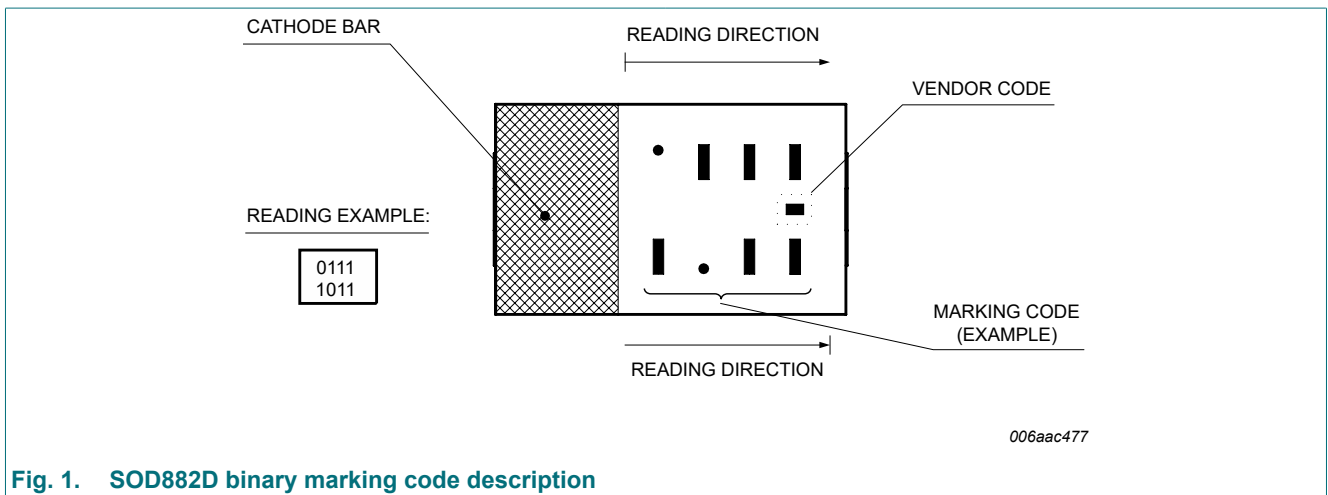 CATHODE BAR
READING DIRECTION
VENDOR CODE
READING EXAMPLE:
0111
1011
MARKING CODE
(EXAMPLE)
READING DIRECTION
006aac477
Fig. 1. SOD882D binary marking code description